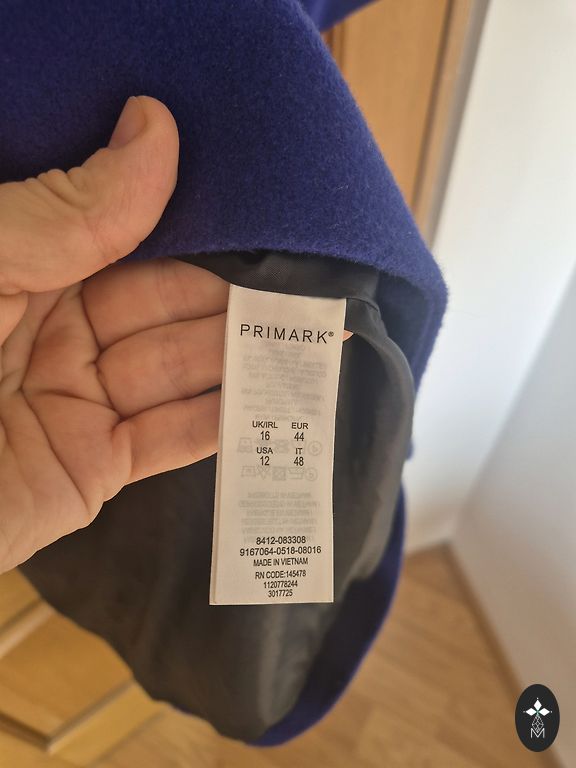 PRIMARK®
UK/IRL EUR
16 44
USA IT
12 48
8412-083308
9167064-0518-08016
MADE IN VIETNAM
RN CODE:145478
1120778244
3017725